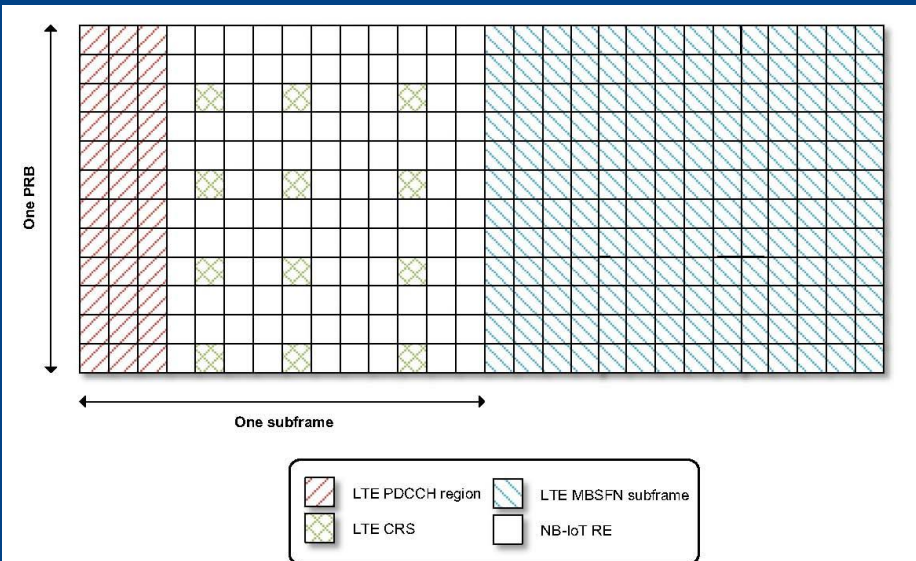 One PRB
One subframe
LTE PDCCH region
LTE MBSFN subframe
LTE CRS
NB-IoT RE